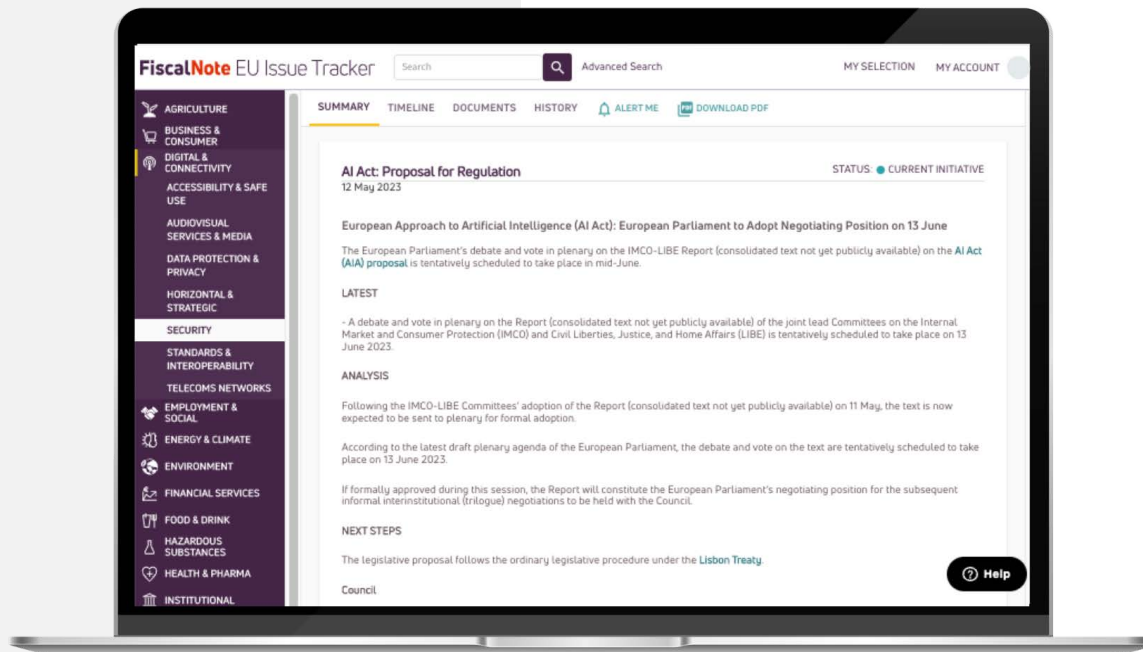 FiscalNote EU Issue Tracker
Search
Advanced Search
MY SELECTION
MY ACCOUNT
AGRICULTURE
BUSINESS &
CONSUMER
DIGITAL &
CONNECTIVITY
ACCESSIBILITY & SAFE
USE
AUDIOVISUAL
SERVICES & MEDIA
DATA PROTECTION &
PRIVACY
HORIZONTAL &
STRATEGIC
SECURITY
STANDARDS &
INTEROPERABILITY
TELECOMS NETWORKS
EMPLOYMENT &
SOCIAL
ENERGY & CLIMATE
ENVIRONMENT
FINANCIAL SERVICES
FOOD & DRINK
HAZARDOUS
SUBSTANCES
HEALTH & PHARMA
INSTITUTIONAL
SUMMARY
TIMELINE
DOCUMENTS
HISTORY
ALERT ME
PDF
DOWNLOAD PDF
AI Act: Proposal for Regulation
STATUS: CURRENT INITIATIVE
12 May 2023
European Approach to Artificial Intelligence (AI Act): European Parliament to Adopt Negotiating Position on 13 June
The European Parliament's debate and vote in plenary on the IMCO-LIBE Report (consolidated text not yet publicly available) on the AI Act
(AIA) proposal is tentatively scheduled to take place in mid-June.
LATEST
- A debate and vote in plenary on the Report (consolidated text not yet publicly available) of the joint lead Committees on the Internal
Market and Consumer Protection (IMCO) and Civil Liberties, Justice, and Home Affairs (LIBE) is tentatively scheduled to take place on 13
June 2023.
ANALYSIS
Following the IMCO-LIBE Committees' adoption of the Report (consolidated text not yet publicly available) on 11 May, the text is now
expected to be sent to plenary for formal adoption.
According to the latest draft plenary agenda of the European Parliament, the debate and vote on the text are tentatively scheduled to take
place on 13 June 2023.
If formally approved during this session, the Report will constitute the European Parliament's negotiating position for the subsequent
informal interinstitutional (trilogue) negotiations to be held with the Council.
NEXT STEPS
The legislative proposal follows the ordinary legislative procedure under the Lisbon Treaty.
Council
Help